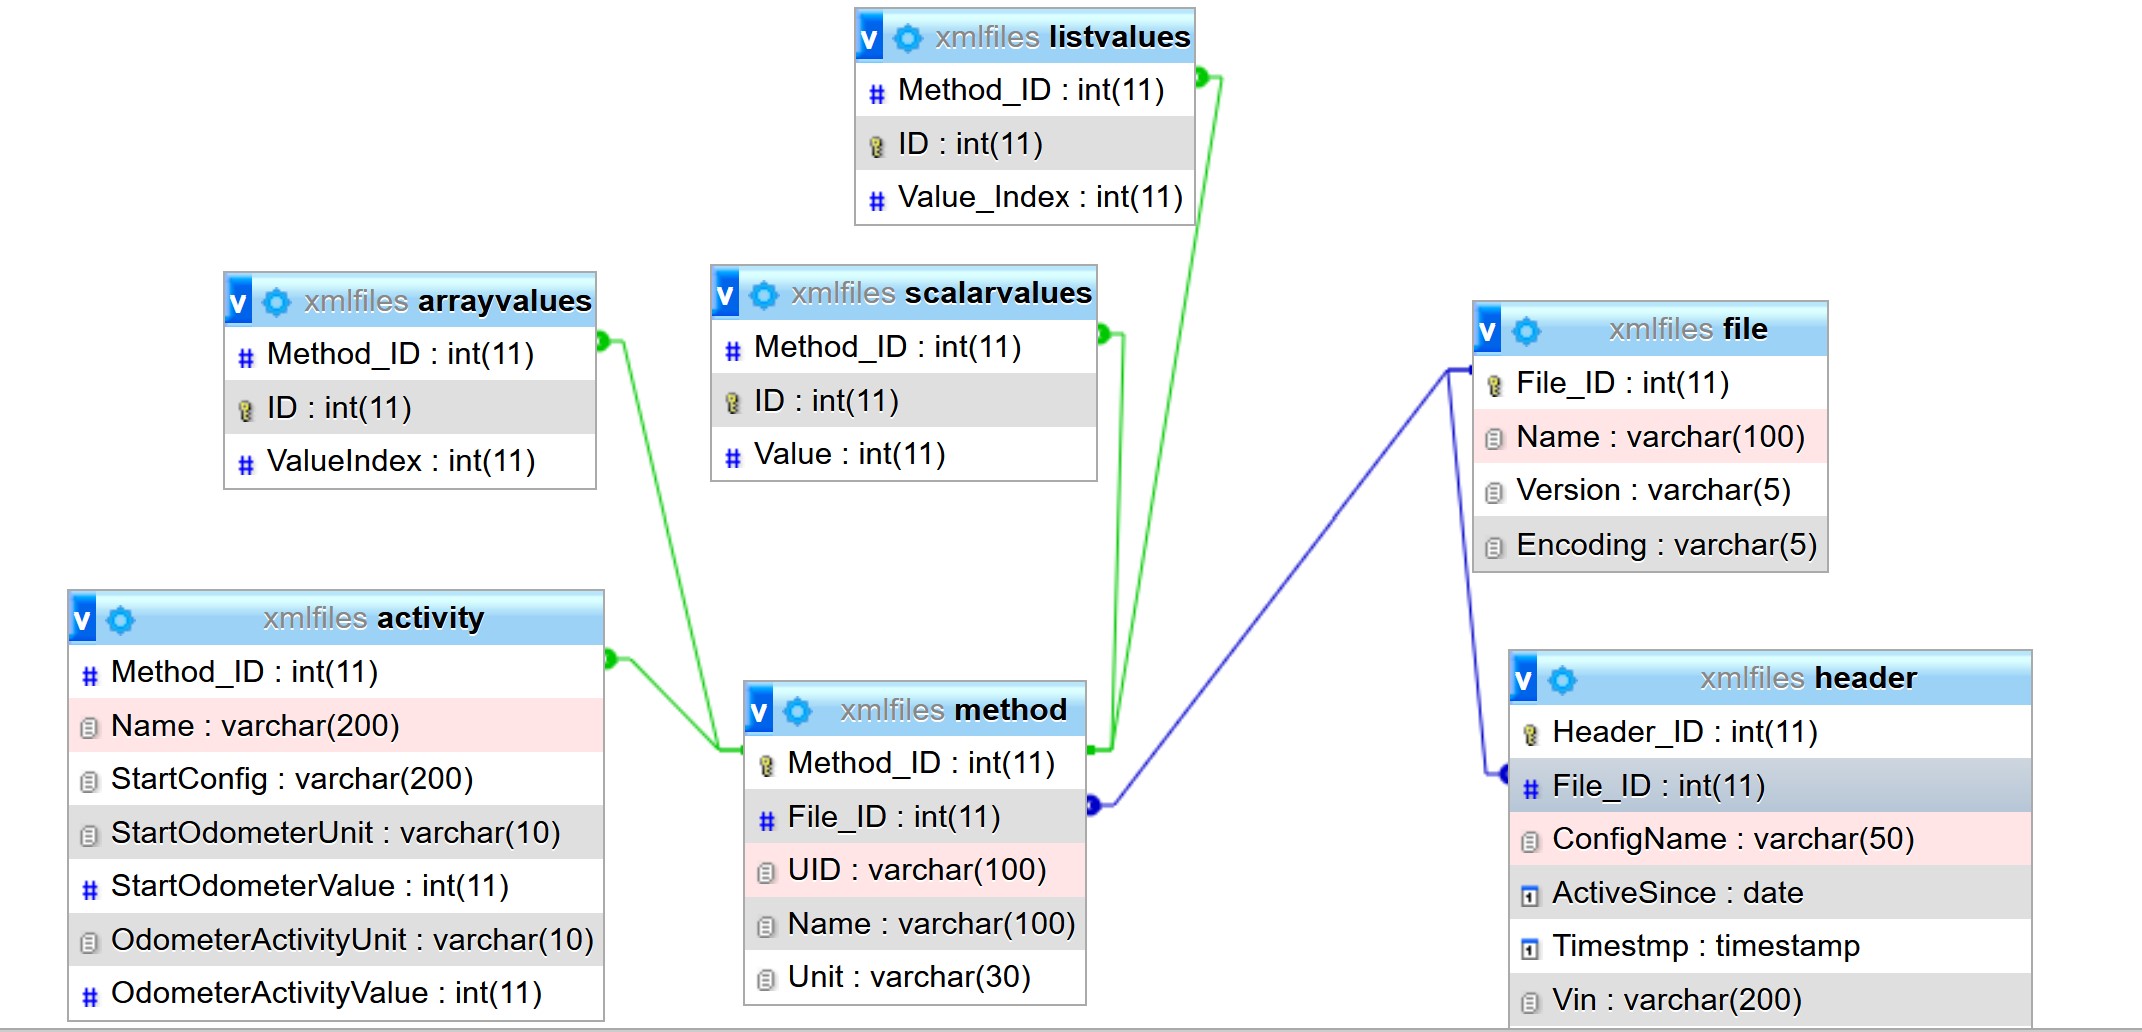 v xmlfiles listvalues
# Method_ID : int(11)
ID : int(11)
# Value_Index : int(11)
v xmlfiles arrayvalues
# Method_ID : int(11)
ID : int(11)
# ValueIndex : int(11)
v xmlfiles scalarvalues
# Method_ID : int(11)
ID : int(11)
# Value : int(11)
v xmlfiles file
File_ID : int(11)
Name : varchar(100)
Version : varchar(5)
Encoding : varchar(5)
v xmlfiles activity
# Method_ID : int(11)
Name : varchar(200)
StartConfig : varchar(200)
StartOdometerUnit : varchar(10)
# StartOdometerValue : int(11)
OdometerActivityUnit : varchar(10)
# OdometerActivityValue : int(11)
v xmlfiles method
Method_ID : int(11)
# File_ID : int(11)
UID : varchar(100)
Name : varchar(100)
Unit : varchar(30)
v xmlfiles header
Header_ID : int(11)
# File_ID : int(11)
ConfigName : varchar(50)
1 ActiveSince : date
1 Timestmp : timestamp
Vin : varchar(200)